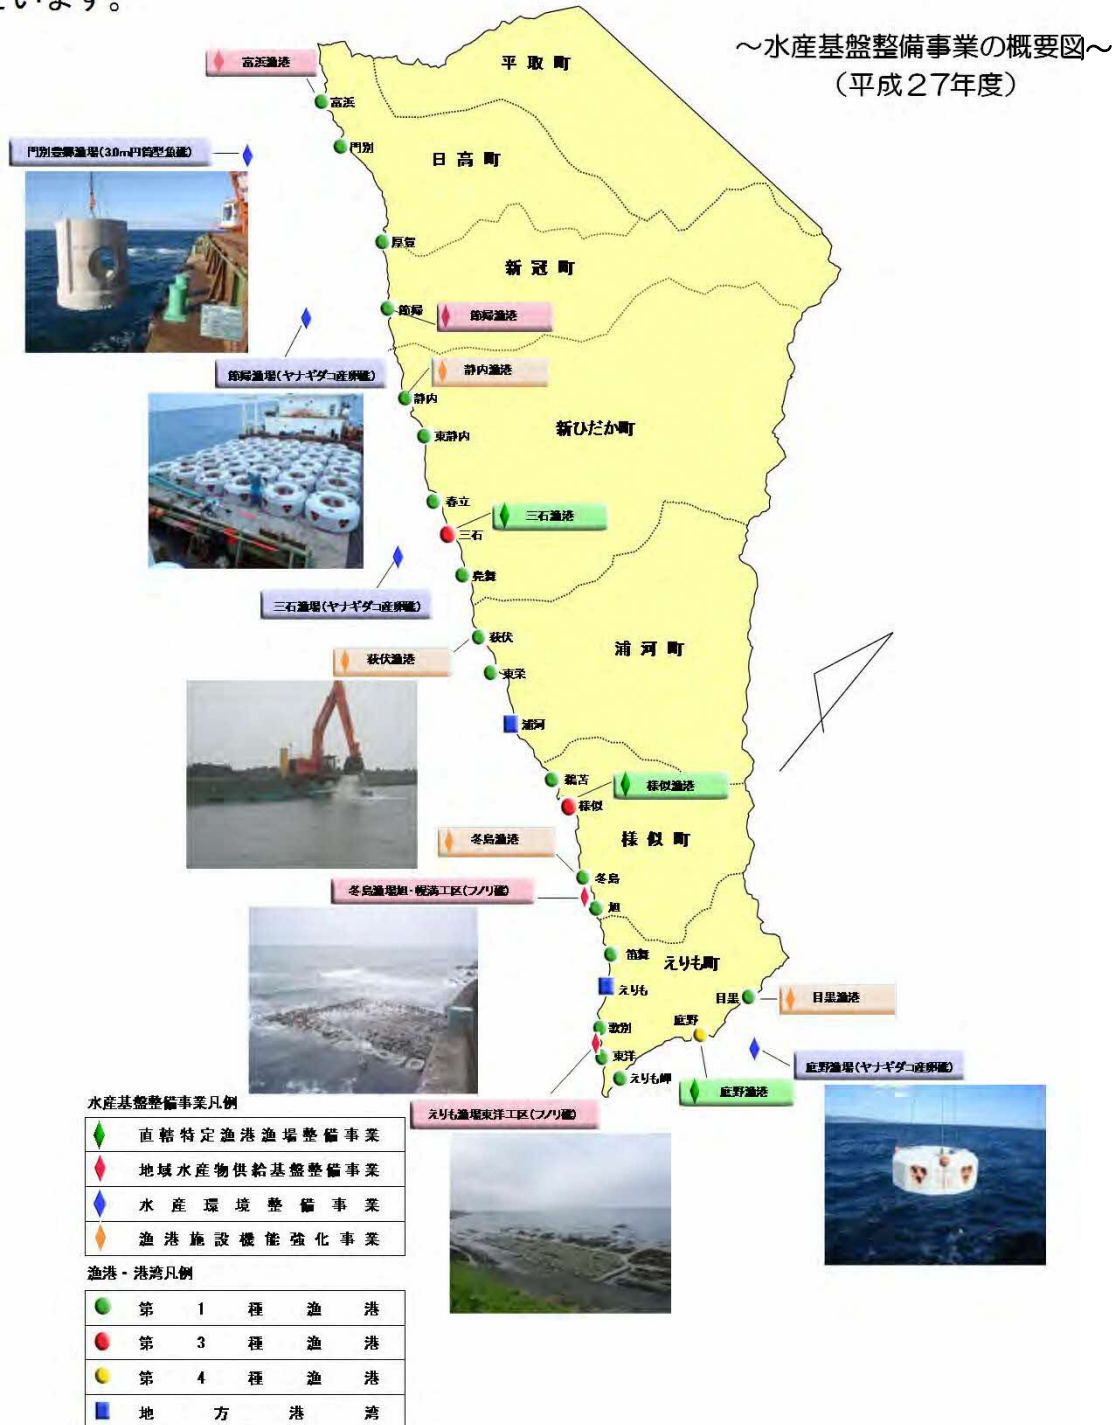 ています。
～水産基盤整備事業の概要図～
（平成27年度）
富浜漁港
平取町
富浜
門別豊郷漁場(3.0m円筒型魚礁)
門別
日高町
厚賀
新冠町
節婦
節婦漁港
節婦漁場(ヤナギダコ産卵礁)
静内漁港
静内
東静内
新ひだか町
春立
三石漁港
三石
鳧舞
三石漁場(ヤナギダコ産卵礁)
荻伏
荻伏漁港
浦河町
東栄
浦河
鵜苫
様似漁港
様似
冬島漁港
様似町
冬島
冬島漁場旭・幌満工区(フノリ礁)
旭
笛舞
えりも町
えりも
目黒
目黒漁港
歌別
庶野
東洋
庶野漁場(ヤナギダコ産卵礁)
えりも岬
庶野漁港
えりも漁場東洋工区(フノリ礁)
水産基盤整備事業凡例
直轄特定漁港漁場整備事業
地域水産物供給基盤整備事業
水産環境整備事業
漁港施設機能強化事業
漁港・港湾凡例
第1種漁港
第3種漁港
第4種漁港
地方港湾